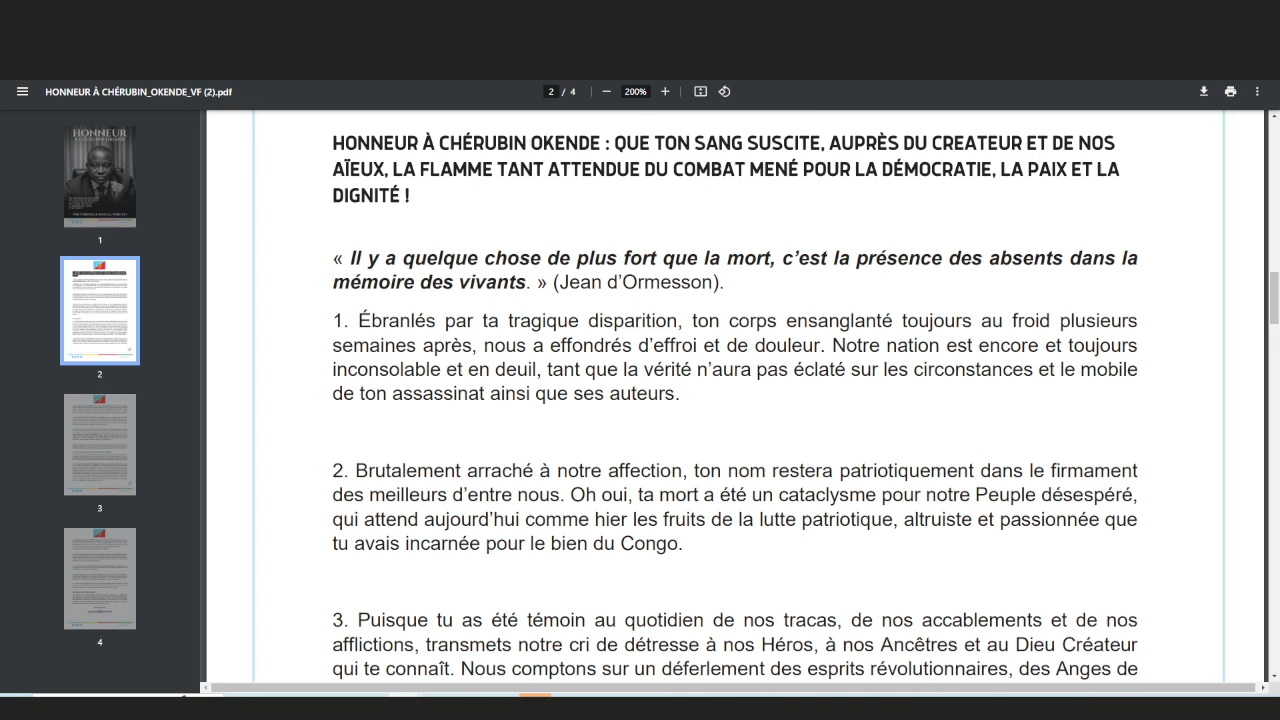 HONNEUR À CHÉRUBIN_OKENDE_VF (2).pdf
2 / 4
200%
HONNEUR
1
2
3
4
HONNEUR À CHÉRUBIN OKENDE : QUE TON SANG SUSCITE, AUPRÈS DU CREATEUR ET DE NOS
AÏEUX, LA FLAMME TANT ATTENDUE DU COMBAT MENÉ POUR LA DÉMOCRATIE, LA PAIX ET LA
DIGNITÉ !
« Il y a quelque chose de plus fort que la mort, c’est la présence des absents dans la
mémoire des vivants. » (Jean d’Ormesson).
1. Ébranlés par ta tragique disparition, ton corps ensanglanté toujours au froid plusieurs
semaines après, nous a effondrés d’effroi et de douleur. Notre nation est encore et toujours
inconsolable et en deuil, tant que la vérité n’aura pas éclaté sur les circonstances et le mobile
de ton assassinat ainsi que ses auteurs.
2. Brutalement arraché à notre affection, ton nom restera patriotiquement dans le firmament
des meilleurs d’entre nous. Oh oui, ta mort a été un cataclysme pour notre Peuple désespéré,
qui attend aujourd’hui comme hier les fruits de la lutte patriotique, altruiste et passionnée que
tu avais incarnée pour le bien du Congo.
3. Puisque tu as été témoin au quotidien de nos tracas, de nos accablements et de nos
afflictions, transmets notre cri de détresse à nos Héros, à nos Ancêtres et au Dieu Créateur
qui te connaît. Nous comptons sur un déferlement des esprits révolutionnaires, des Anges de